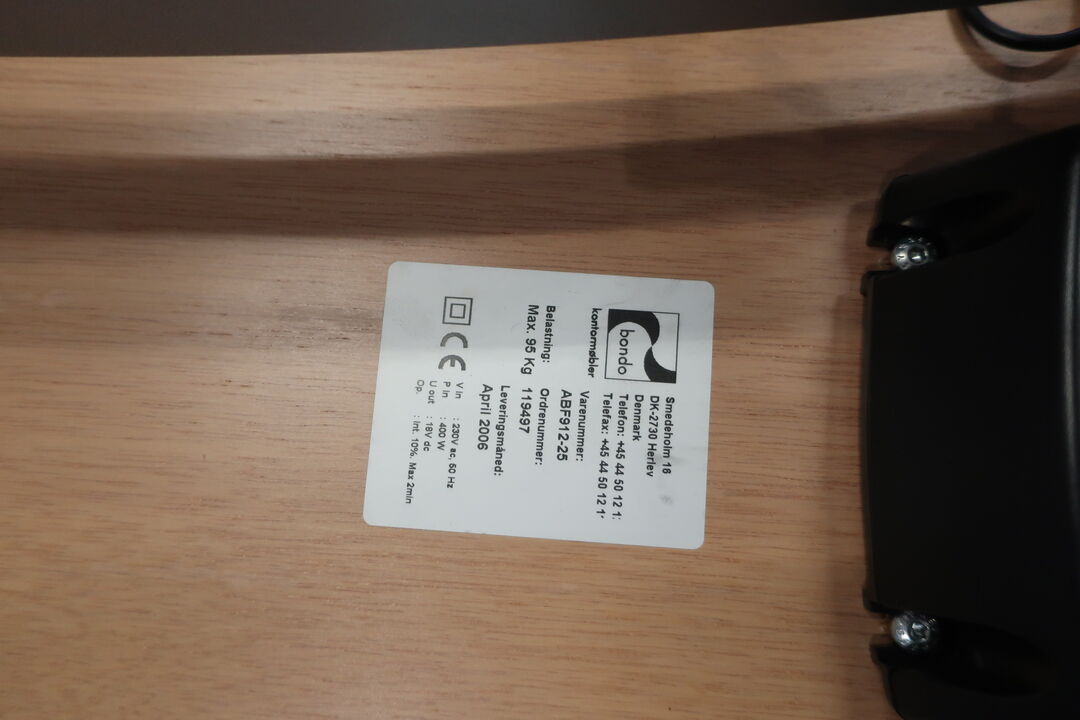 bondo
kontormøbler
Smedeholm 16
DK-2730 Herlev
Denmark
Telefon: +45 44 50 12 1
Telefax: +45 44 50 12 1
Varenummer:
ABF912-25
Belastning:
Max. 95 Kg
Ordrenummer:
119497
Leveringsmåned:
April 2006
CE
V in : 230V ac, 50 Hz
P in : 400 W
U out : 18V dc
Op. : Int. 10%. Max 2min